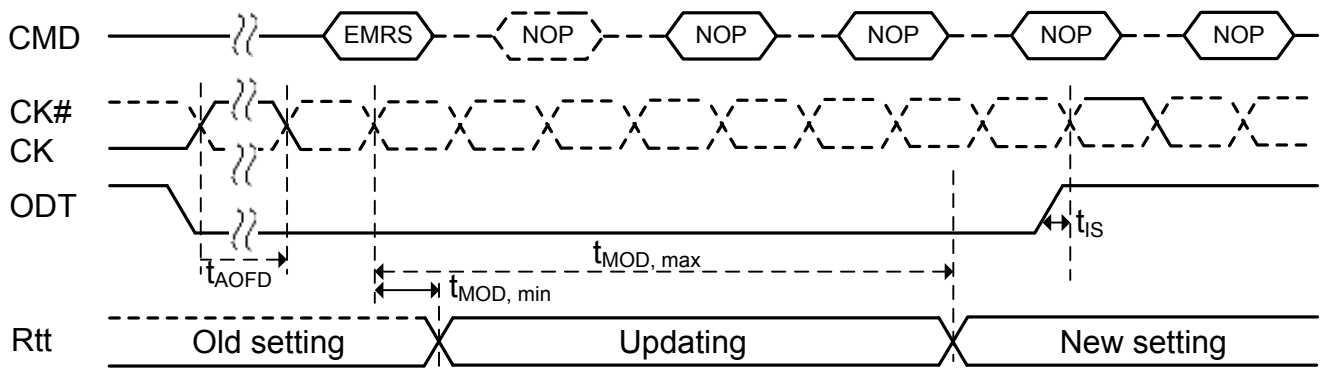 CMD EMRS NOP NOP NOP NOP NOP
CK#
CK
ODT
tIS
tMOD, max
tAOFD
tMOD, min
Rtt Old setting Updating New setting